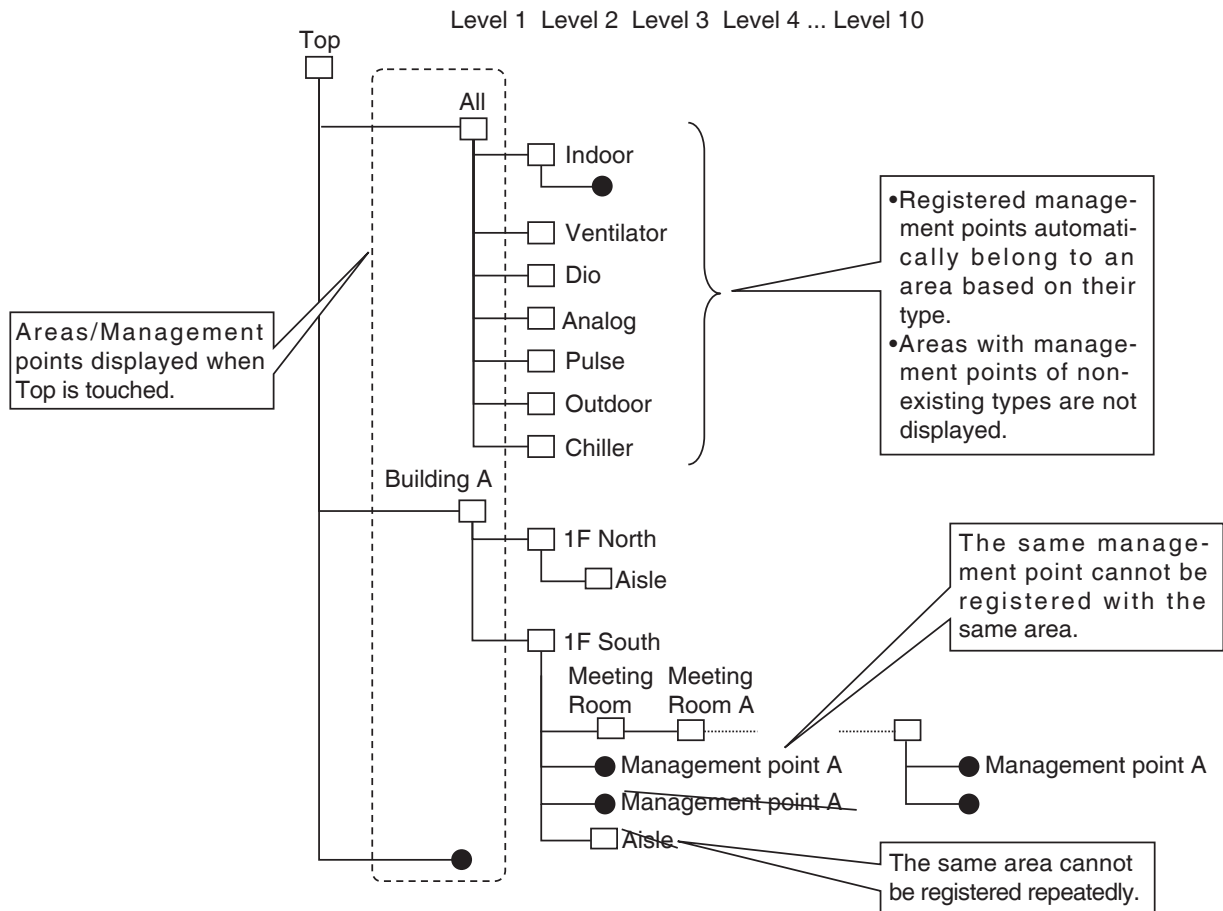 Level 1 Level 2 Level 3 Level 4 ... Level 10
Top
All
Indoor
Ventilator
Dio
Analog
Pulse
Outdoor
Chiller
•Registered manage-
ment points automati-
cally belong to an
area based on their
type.
•Areas with manage-
ment points of non-
existing types are not
displayed.
Areas/Management
points displayed when
Top is touched.
Building A
1F North
Aisle
The same manage-
ment point cannot be
registered with the
same area.
1F South
Meeting
Room
Meeting
Room A
Management point A
Management point A
Management point A
Aisle
The same area cannot
be registered repeatedly.